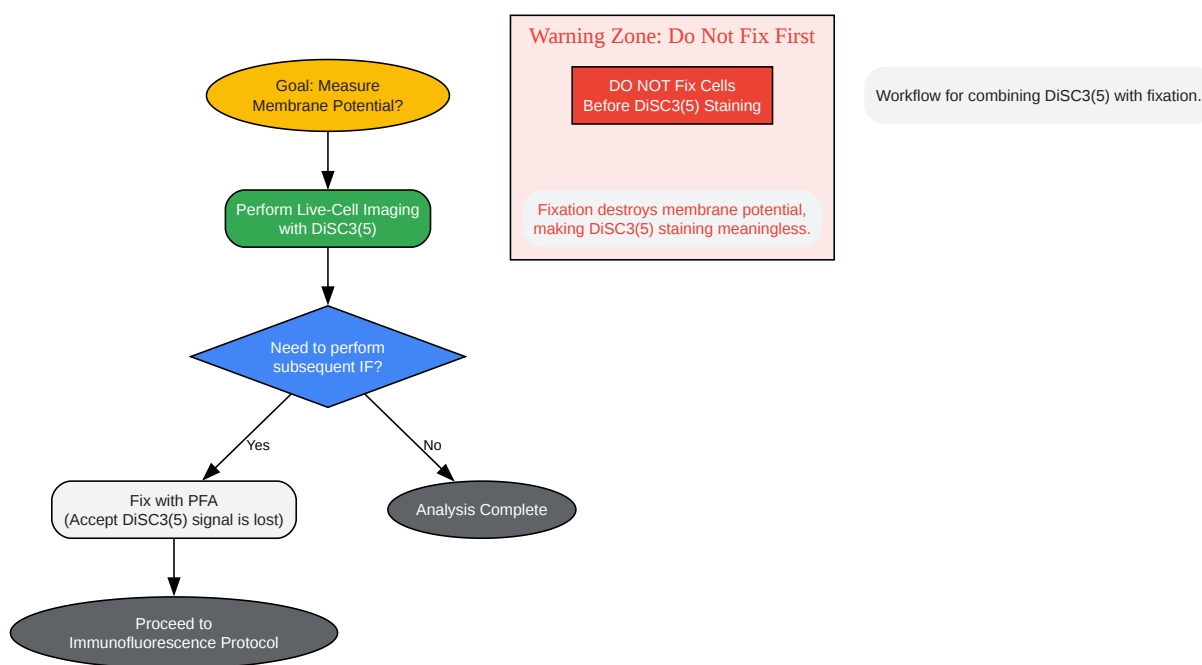 Goal: Measure
Membrane Potential?
Perform Live-Cell Imaging
with DiSC3(5)
Need to perform
subsequent IF?
Yes
No
Fix with PFA
(Accept DiSC3(5) signal is lost)
Analysis Complete
Proceed to
Immunofluorescence Protocol
Warning Zone: Do Not Fix First
DO NOT Fix Cells
Before DiSC3(5) Staining
Fixation destroys membrane potential,
making DiSC3(5) staining meaningless.
Workflow for combining DiSC3(5) with fixation.